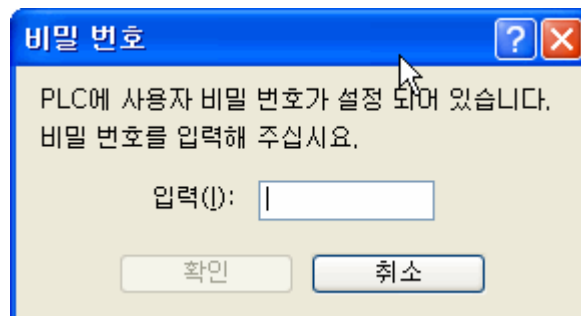 비밀 번호
PLC에 사용자 비밀 번호가 설정 되어 있습니다.
비밀 번호를 입력해 주십시요.
입력(I):
확인 취소